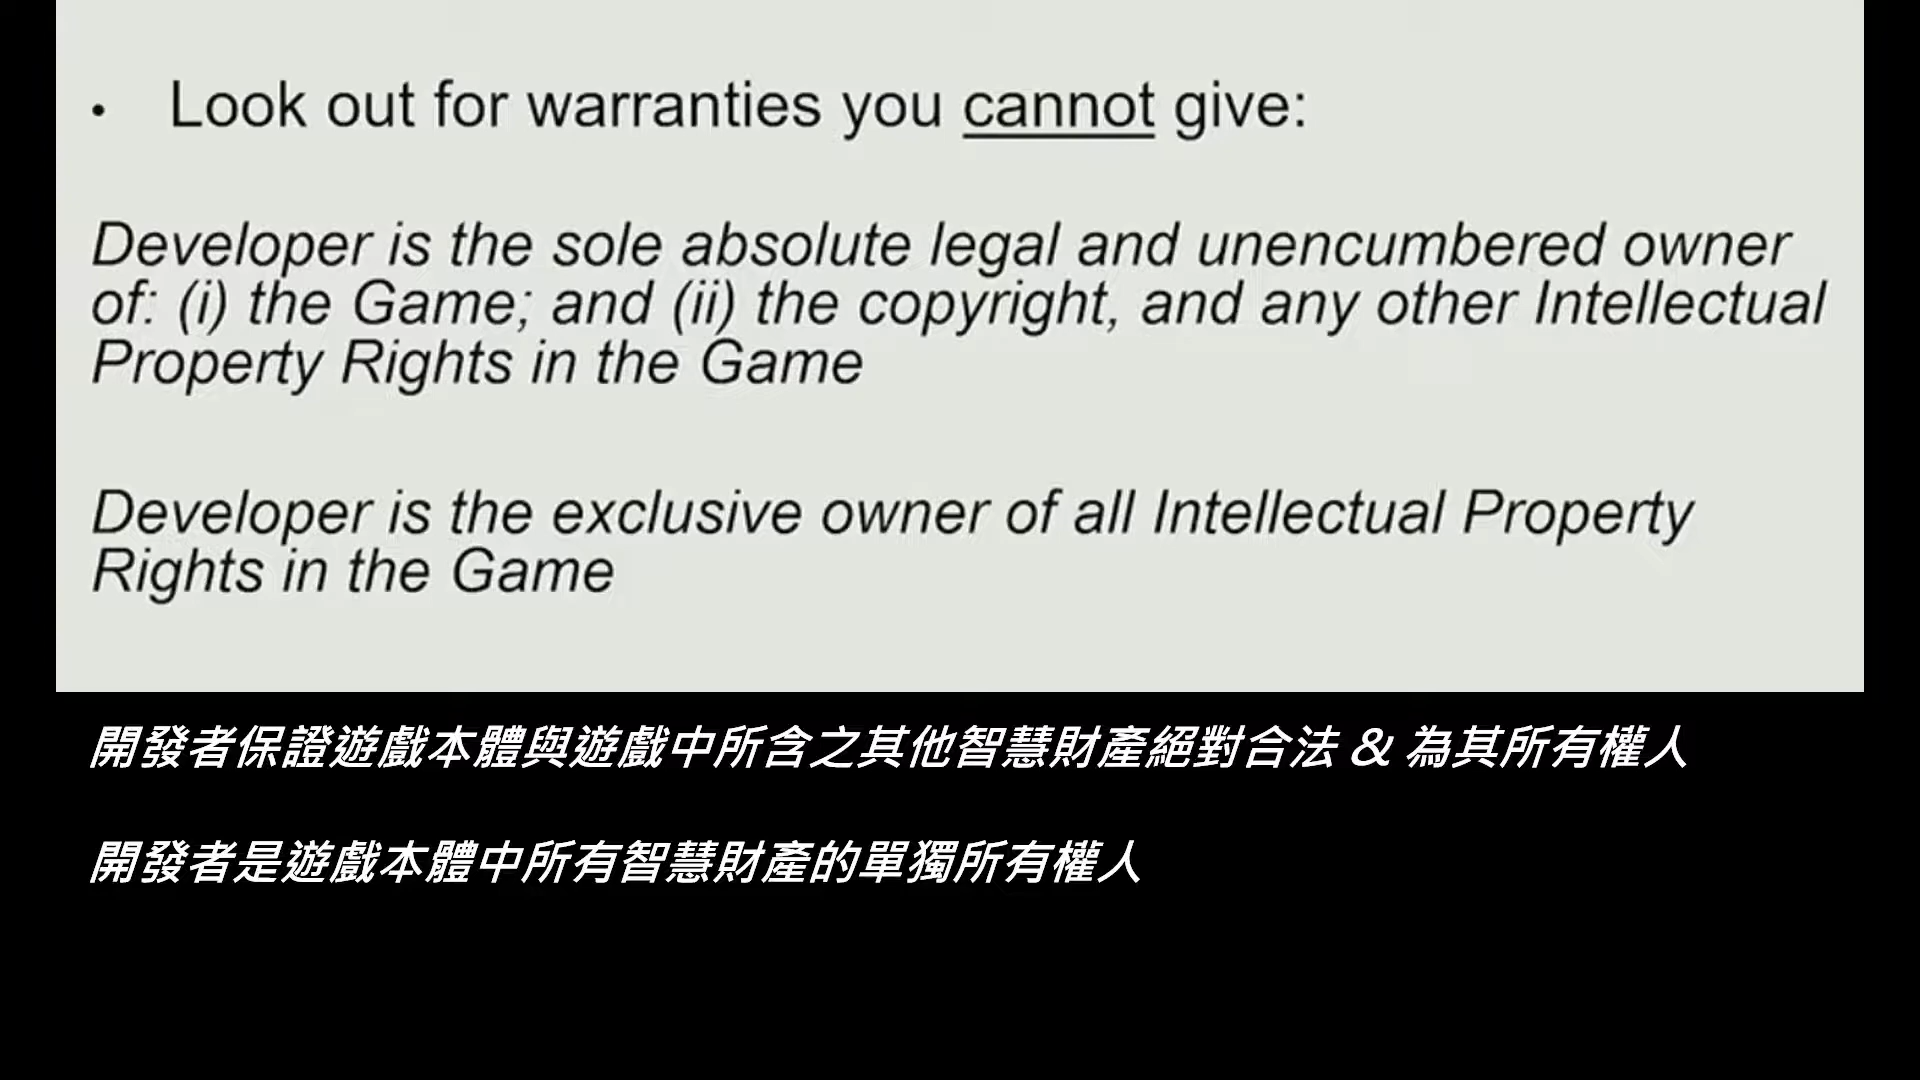 • Look out for warranties you cannot give:
Developer is the sole absolute legal and unencumbered owner
of: (i) the Game; and (ii) the copyright, and any other Intellectual
Property Rights in the Game
Developer is the exclusive owner of all Intellectual Property
Rights in the Game
開發者保證遊戲本體與遊戲中所含之其他智慧財產絕對合法 & 為其所有權人
開發者是遊戲本體中所有智慧財產的單獨所有權人